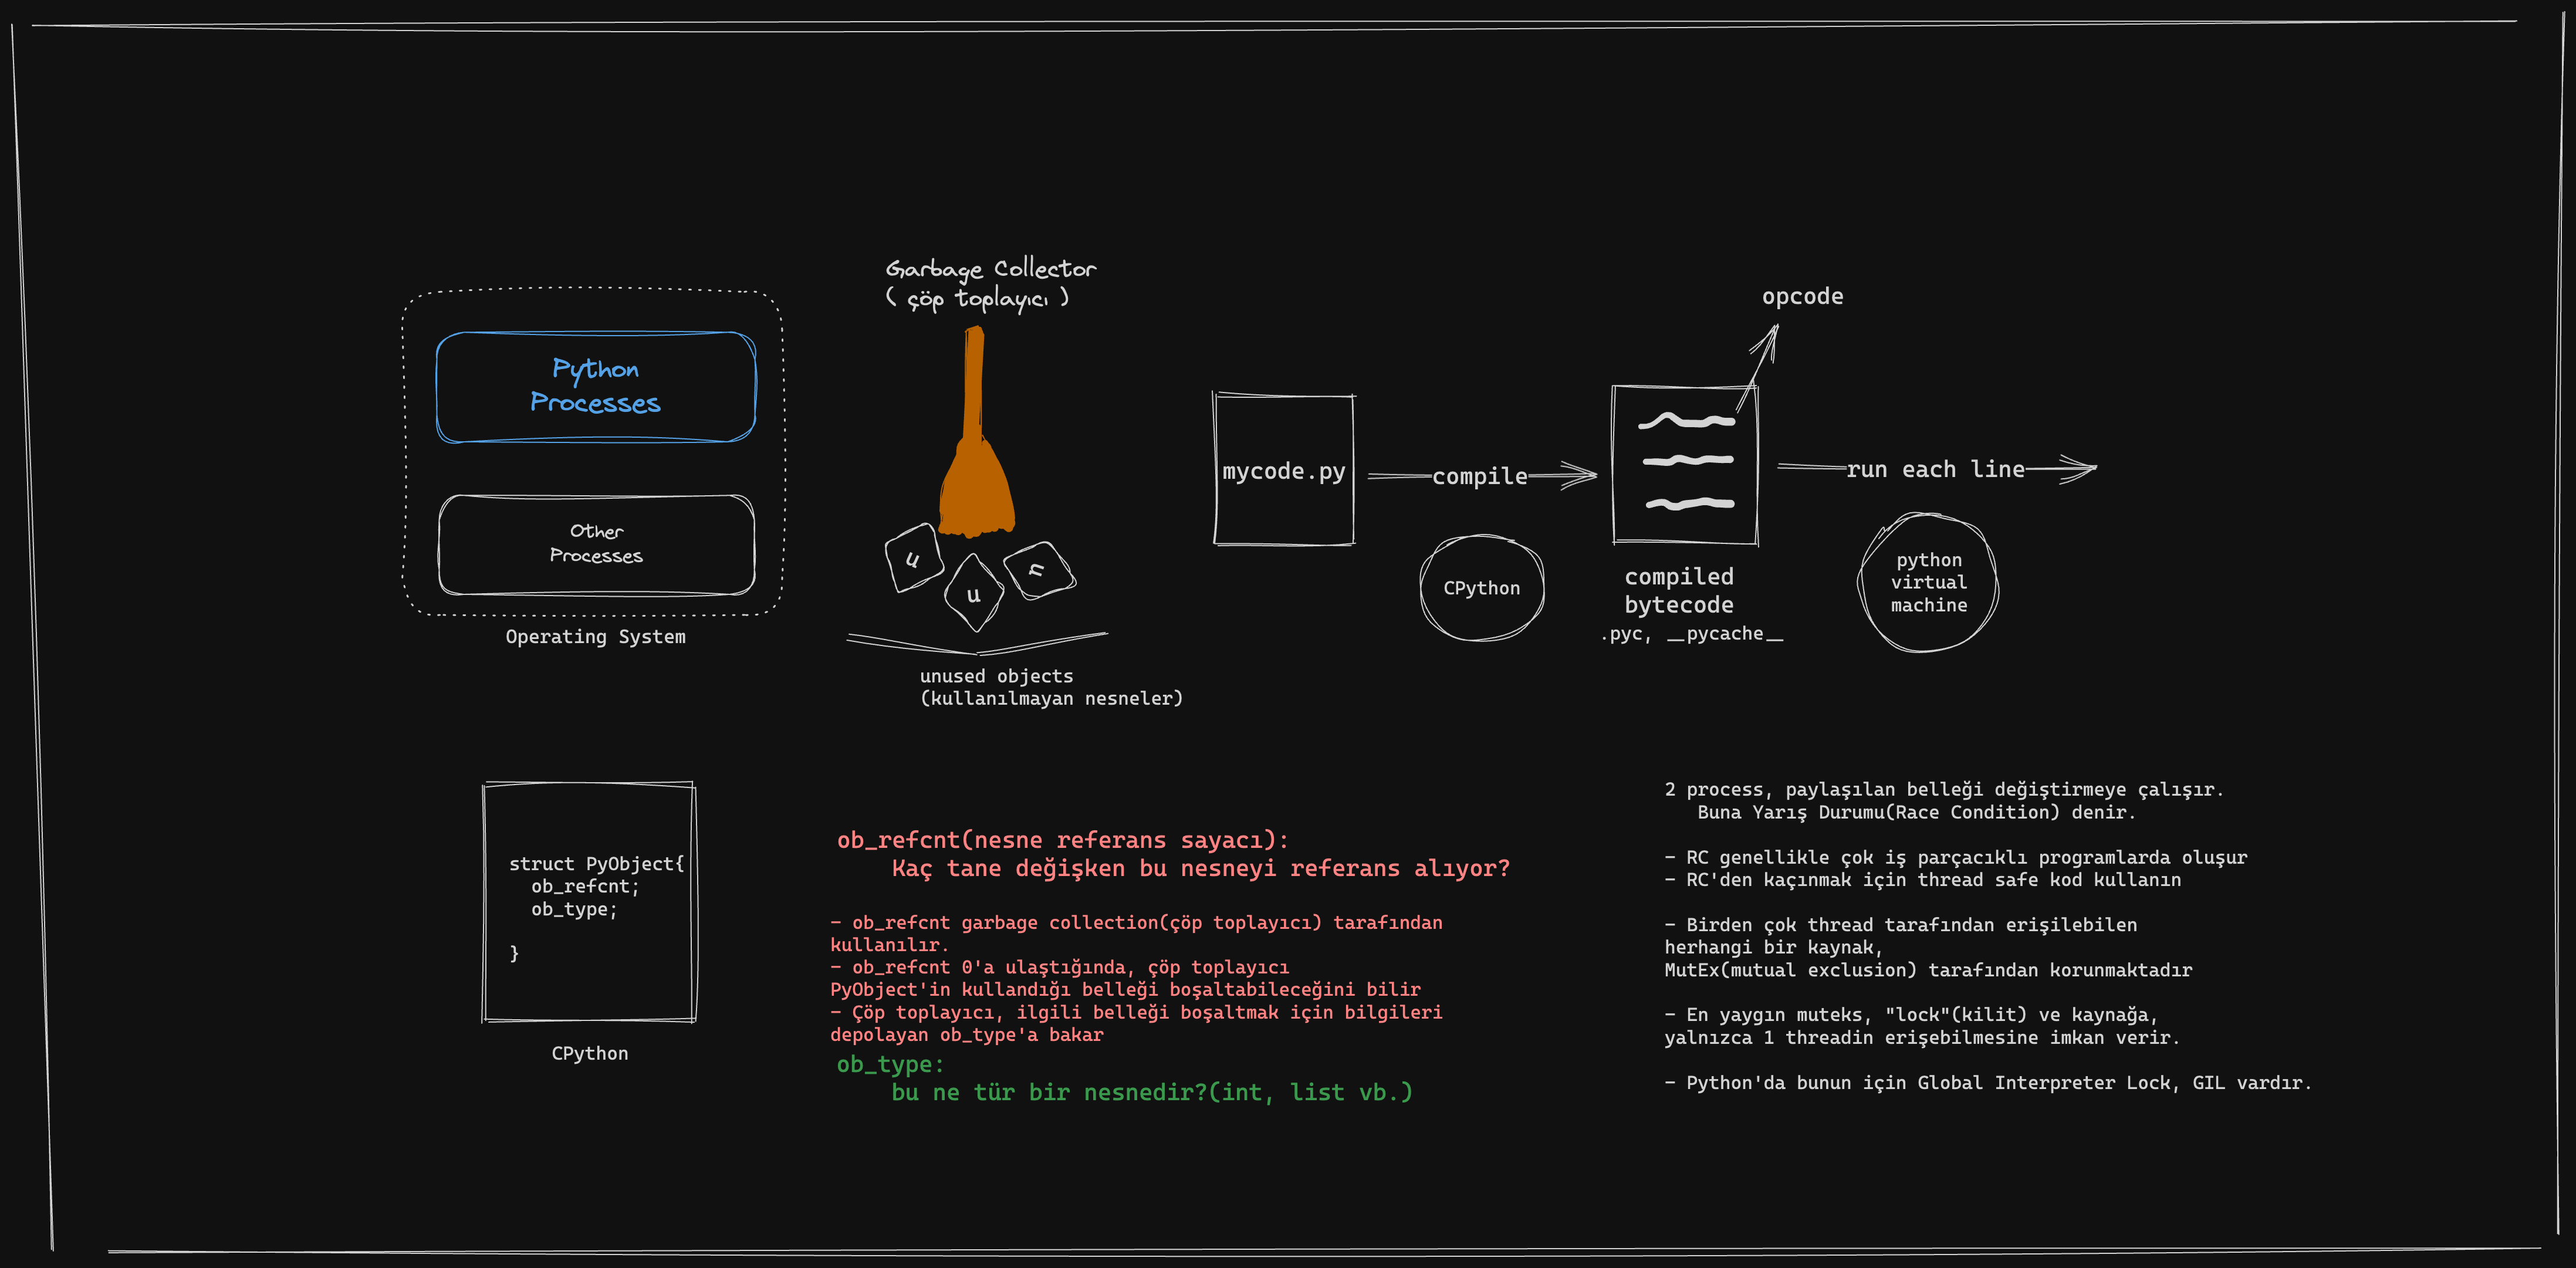 Garbage Collector
( çöp toplayıcı )
Python
Processes
Other
Processes
Operating System
u
u
n
unused objects
(kullanılmayan nesneler)
mycode.py
compile
CPython
opcode
compiled
bytecode
.pyc, __pycache__
run each line
python
virtual
machine
struct PyObject{
ob_refcnt;
ob_type;
}
CPython
ob_refcnt(nesne referans sayacı):
Kaç tane değişken bu nesneyi referans alıyor?
- ob_refcnt garbage collection(çöp toplayıcı) tarafından
kullanılır.
- ob_refcnt 0'a ulaştığında, çöp toplayıcı
PyObject'in kullandığı belleği boşaltabileceğini bilir
- Çöp toplayıcı, ilgili belleği boşaltmak için bilgileri
depolayan ob_type'a bakar
ob_type:
bu ne tür bir nesnedir?(int, list vb.)
2 process, paylaşılan belleği değiştirmeye çalışır.
Buna Yarış Durumu(Race Condition) denir.
- RC genellikle çok iş parçacıklı programlarda oluşur
- RC'den kaçınmak için thread safe kod kullanın
- Birden çok thread tarafından erişilebilen
herhangi bir kaynak,
MutEx(mutual exclusion) tarafından korunmaktadır
- En yaygın muteks, "lock"(kilit) ve kaynağa,
yalnızca 1 threadin erişebilmesine imkan verir.
- Python'da bunun için Global Interpreter Lock, GIL vardır.